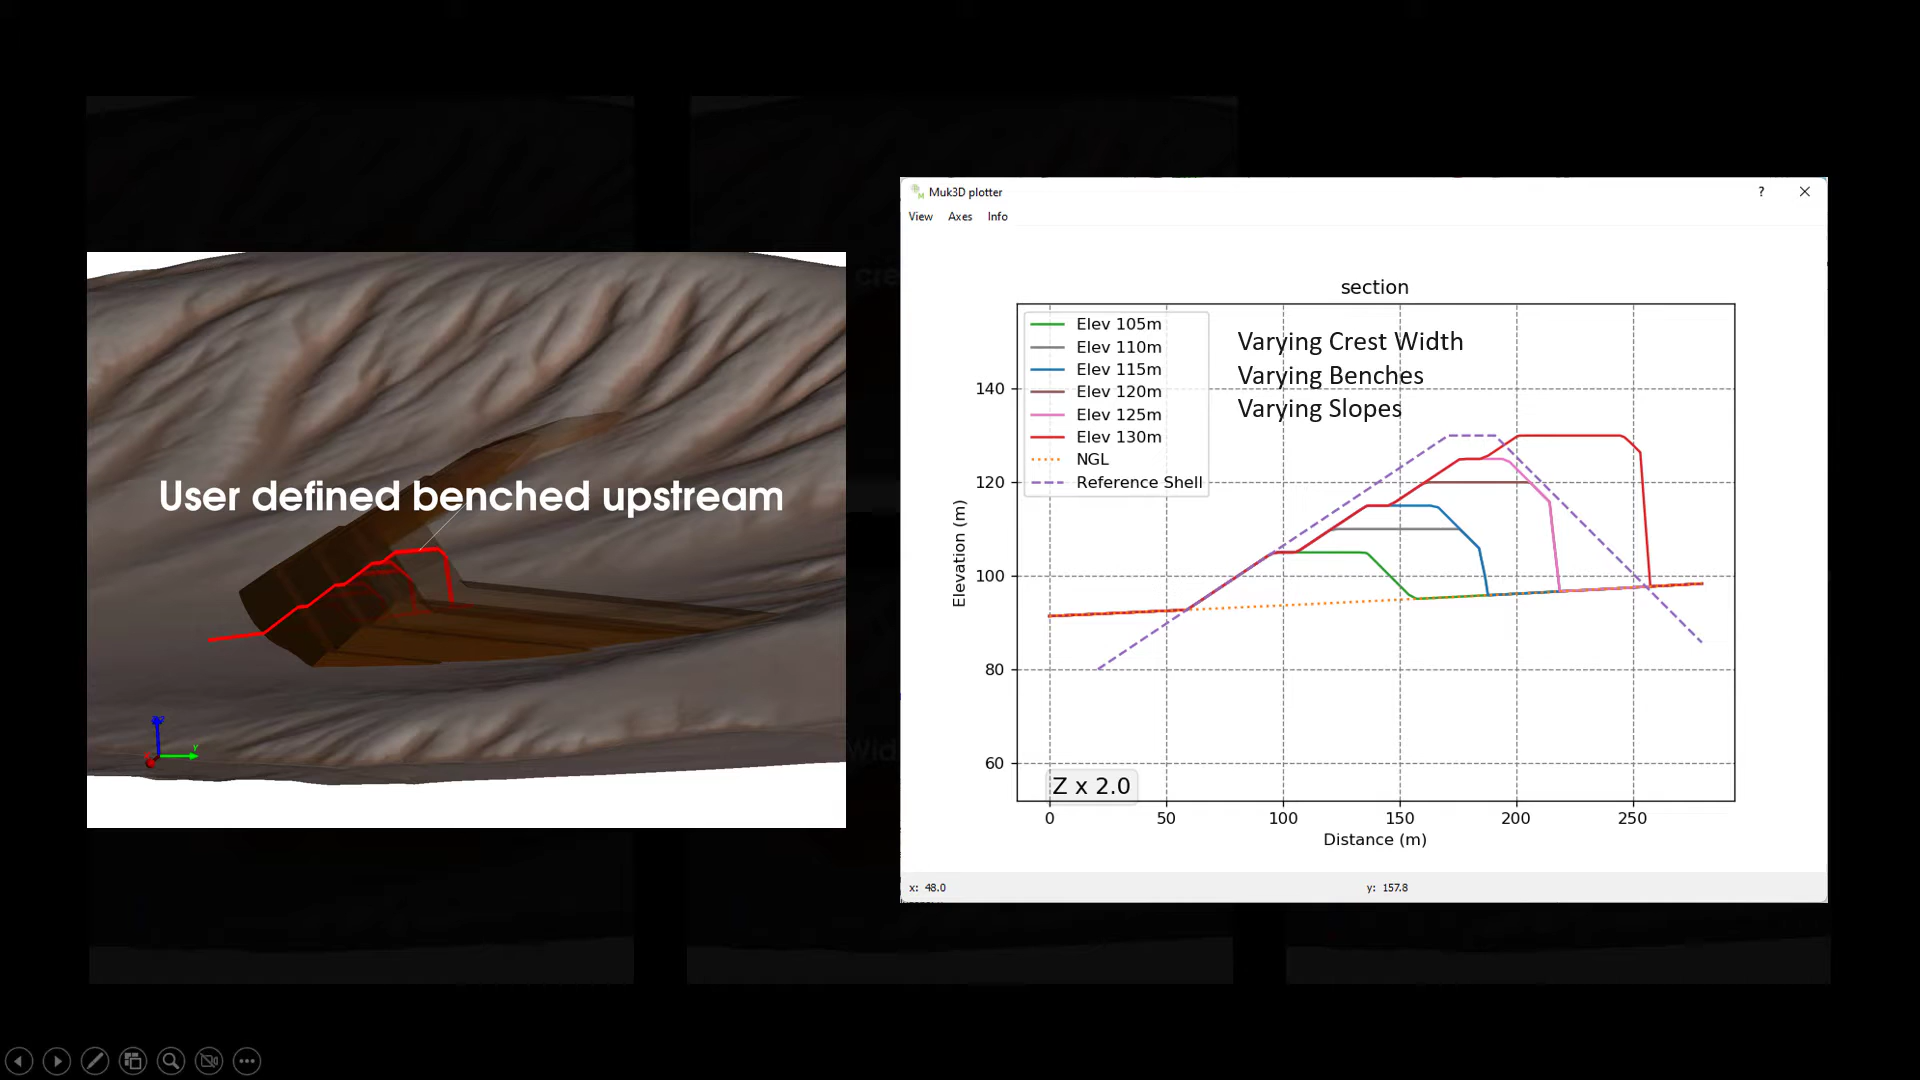 User defined benched upstream
Y
Muk3D plotter
?
View Axes Info
section
Elev 105m
Elev 110m
Elev 115m
Elev 120m
Elev 125m
Elev 130m
NGL
Reference Shell
Varying Crest Width
Varying Benches
Varying Slopes
Elevation (m)
140
120
100
80
60
Z x 2.0
0 50 100 150 200 250
Distance (m)
x: 48.0 y: 157.8